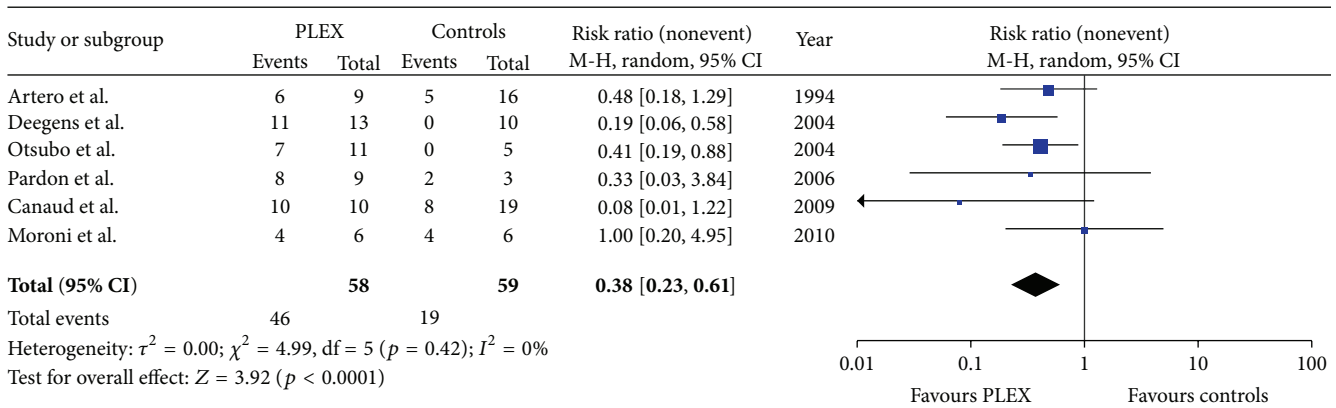 Study or subgroup PLEX Controls Risk ratio (nonevent) Year Risk ratio (nonevent)
Events Total Events Total M-H, random, 95% CI M-H, random, 95% CI
Artero et al. 6 9 5 16 0.48 [0.18, 1.29] 1994
Deegens et al. 11 13 0 10 0.19 [0.06, 0.58] 2004
Otsubo et al. 7 11 0 5 0.41 [0.19, 0.88] 2004
Pardon et al. 8 9 2 3 0.33 [0.03, 3.84] 2006
Canaud et al. 10 10 8 19 0.08 [0.01, 1.22] 2009
Moroni et al. 4 6 4 6 1.00 [0.20, 4.95] 2010
Total (95% CI) 58 59 0.38 [0.23, 0.61]
Total events 46 19
Heterogeneity: τ² = 0.00; χ² = 4.99, df = 5 (p = 0.42); I² = 0%
Test for overall effect: Z = 3.92 (p < 0.0001)
0.01 0.1 1 10 100
Favours PLEX Favours controls